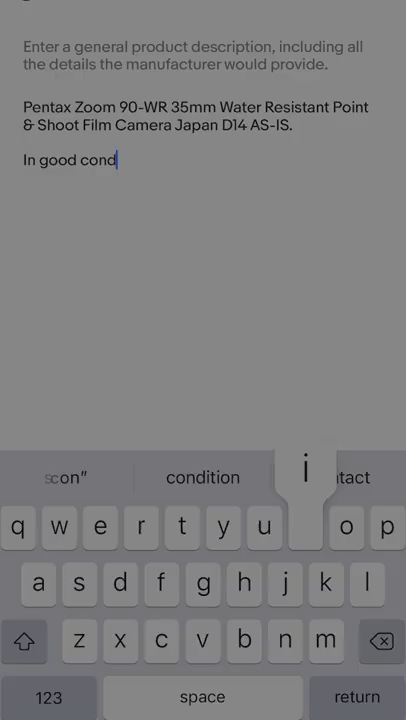 Enter a general product description, including all
the details the manufacturer would provide.
Pentax Zoom 90-WR 35mm Water Resistant Point
& Shoot Film Camera Japan D14 AS-IS.
In good cond
condition
i
q w e r t y u o p
a s d f g h j k l
z x c v b n m
123 space return